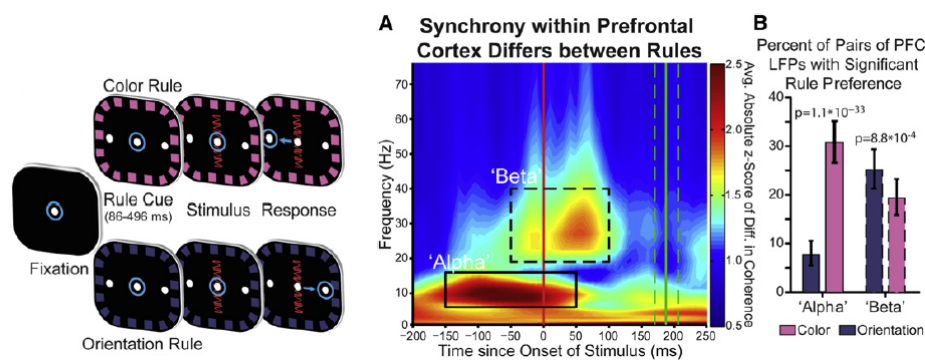 Color Rule
Rule Cue
(86-496 ms)
Stimulus
Response
Fixation
Orientation Rule
A
Synchrony within Prefrontal
Cortex Differs between Rules
Frequency (Hz)
70
60
50
40
30
20
10
0
'Beta'
'Alpha'
−200 −150 −100 −50 0 50 100 150 200 250
Time since Onset of Stimulus (ms)
2.5
2.0
1.5
1.0
0.5
Avg. Absolute z-Score of Diff. in Coherence
B
Percent of Pairs of PFC
LFPs with Significant
Rule Preference
40
30
20
10
0
p=1.1*10⁻³³
p=8.8*10⁻⁴
'Alpha' 'Beta'
Color Orientation